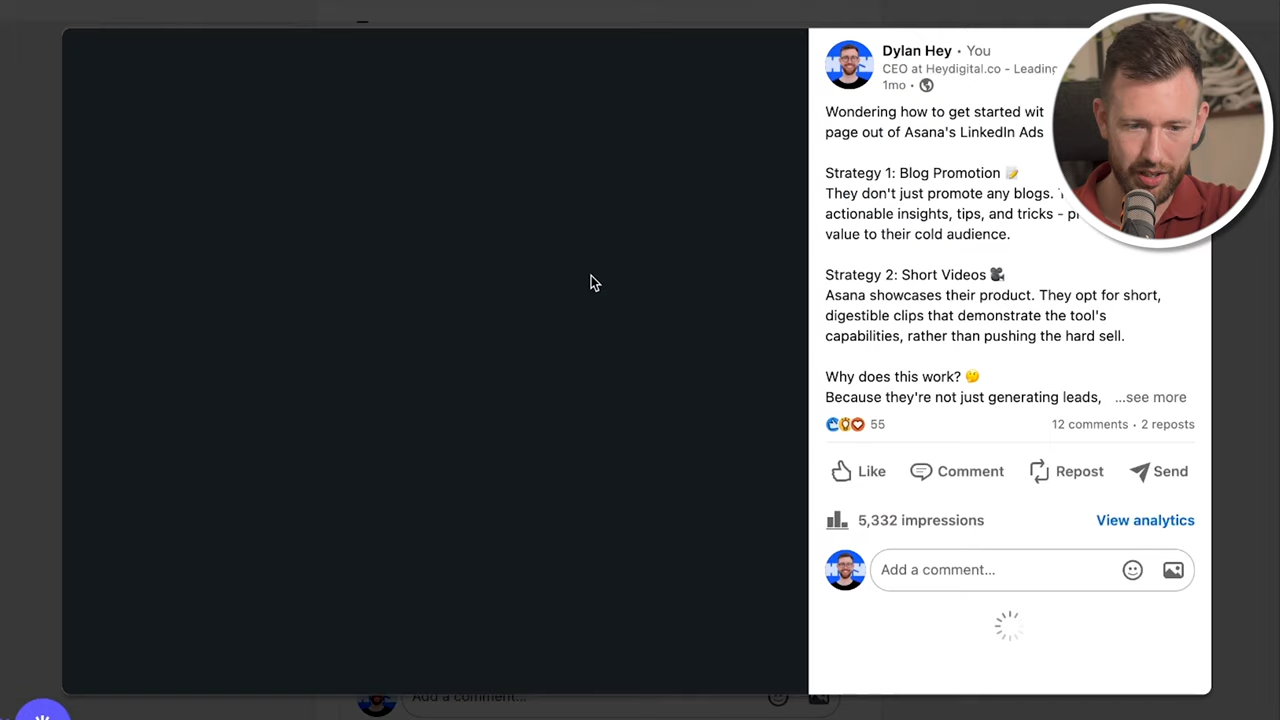 Dylan Hey • You
CEO at Heydigital.co - Leading
1mo •
Wondering how to get started wit
page out of Asana's LinkedIn Ads
Strategy 1: Blog Promotion 📝
They don't just promote any blogs.
actionable insights, tips, and tricks -
value to their cold audience.
Strategy 2: Short Videos 🎥
Asana showcases their product. They opt for short,
digestible clips that demonstrate the tool's
capabilities, rather than pushing the hard sell.
Why does this work? 🤔
Because they're not just generating leads, ...see more
55
12 comments • 2 reposts
Like Comment Repost Send
5,332 impressions View analytics
Add a comment...
Add a comment...